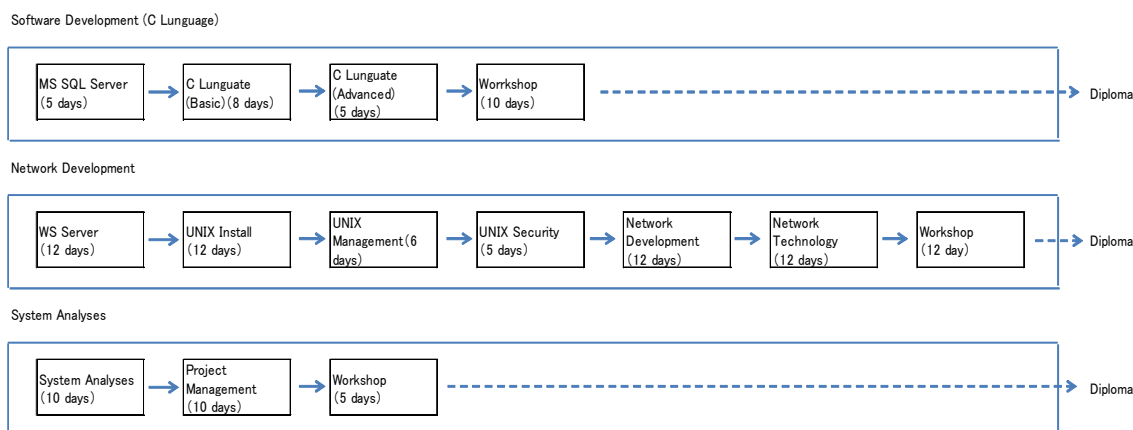 Software Development (C Lunguage)
MS SQL Server
(5 days)
C Lunguate
(Basic)(8 days)
C Lunguate
(Advanced)
(5 days)
Worrkshop
(10 days)
Diploma
Network Development
WS Server
(12 days)
UNIX Install
(12 days)
UNIX
Management(6
days)
UNIX Security
(5 days)
Network
Development
(12 days)
Network
Technology
(12 days)
Workshop
(12 day)
Diploma
System Analyses
System Analyses
(10 days)
Project
Management
(10 days)
Workshop
(5 days)
Diploma